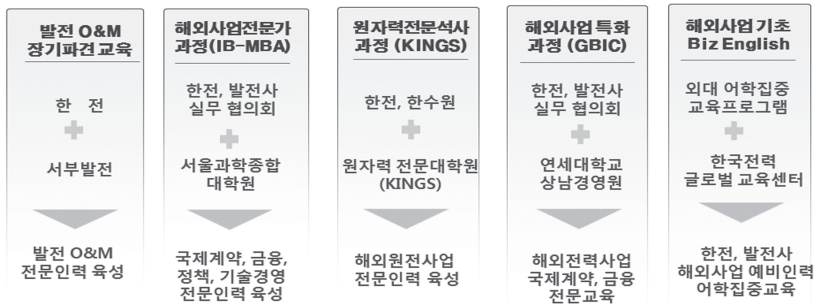 발전 O&M
장기파견 교육
한 전
서부발전
발전 O&M
전문인력 육성
해외사업전문가
과정(IB-MBA)
한전, 발전사
실무 협의회
서울과학종합
대학원
국제계약, 금융,
정책, 기술경영
전문인력 육성
원자력전문석사
과정 (KINGS)
한전, 한수원
원자력 전문대학원
(KINGS)
해외원전사업
전문인력 육성
해외사업 특화
과정 (GBIC)
한전, 발전사
실무 협의회
연세대학교
상남경영원
해외전력사업
국제계약, 금융
전문교육
해외사업 기초
Biz English
외대 어학집중
교육프로그램
한국전력
글로벌 교육센터
한전, 발전사
해외사업 예비인력
어학집중교육